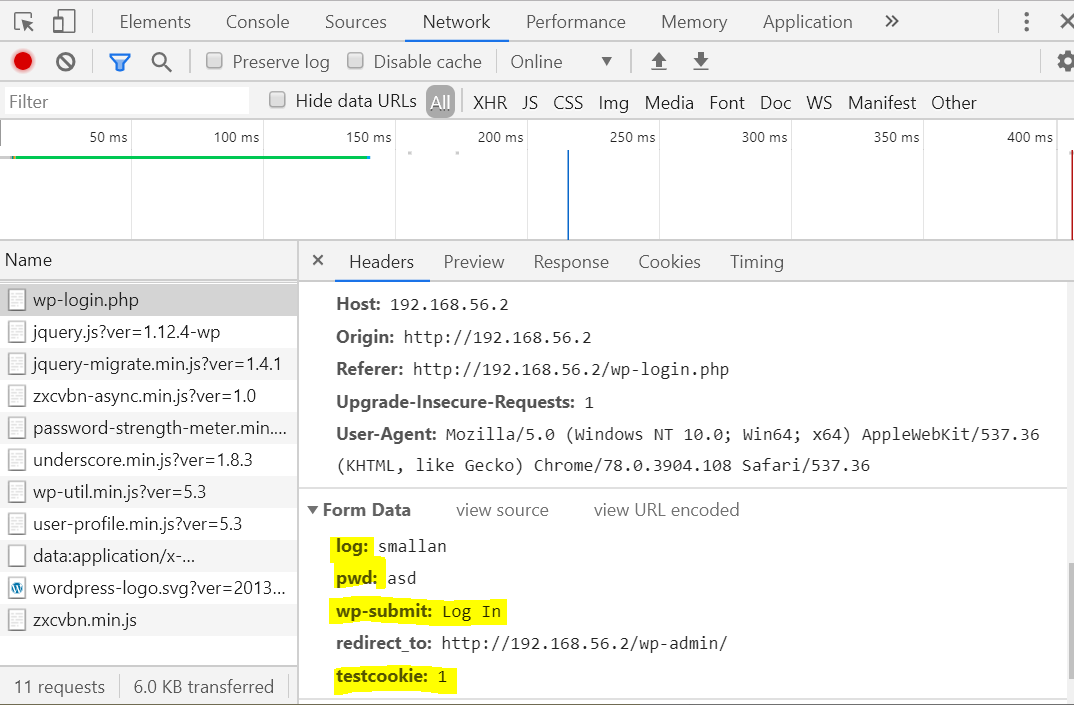 Elements Console Sources Network Performance Memory Application »
Preserve log Disable cache Online ▼
Filter Hide data URLs All XHR JS CSS Img Media Font Doc WS Manifest Other
50 ms 100 ms 150 ms 200 ms 250 ms 300 ms 350 ms 400 ms
Name
wp-login.php
jquery.js?ver=1.12.4-wp
jquery-migrate.min.js?ver=1.4.1
zxcvbn-async.min.js?ver=1.0
password-strength-meter.min....
underscore.min.js?ver=1.8.3
wp-util.min.js?ver=5.3
user-profile.min.js?ver=5.3
data:application/x-...
wordpress-logo.svg?ver=2013...
zxcvbn.min.js
11 requests 6.0 KB transferred
× Headers Preview Response Cookies Timing
Host: 192.168.56.2
Origin: http://192.168.56.2
Referer: http://192.168.56.2/wp-login.php
Upgrade-Insecure-Requests: 1
User-Agent: Mozilla/5.0 (Windows NT 10.0; Win64; x64) AppleWebKit/537.36
(KHTML, like Gecko) Chrome/78.0.3904.108 Safari/537.36
▼ Form Data view source view URL encoded
log: smallan
pwd: asd
wp-submit: Log In
redirect_to: http://192.168.56.2/wp-admin/
testcookie: 1